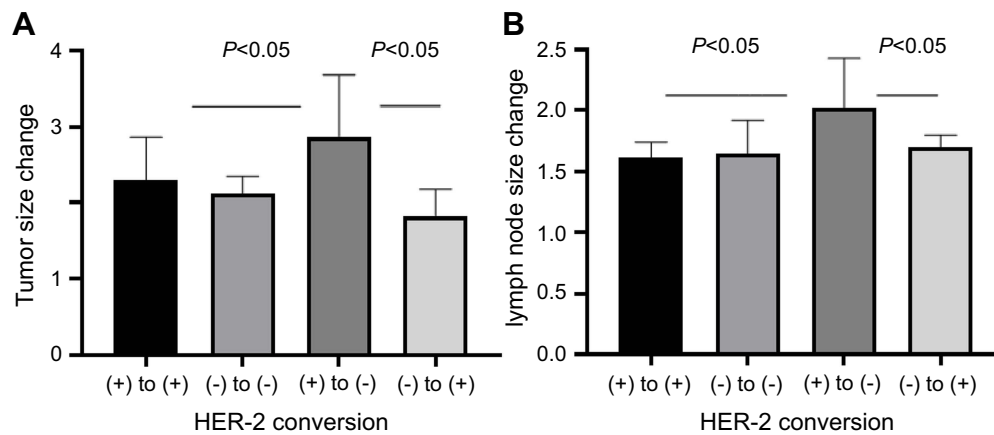 A
P<0.05 P<0.05
4
3
1
0
Tumor size change
(+) to (+) (-) to (-) (+) to (-) (-) to (+)
HER-2 conversion
B
P<0.05 P<0.05
2.5
2.0
1.5
1.0
0.5
0.0
lymph node size change
(+) to (+) (-) to (-) (+) to (-) (-) to (+)
HER-2 conversion